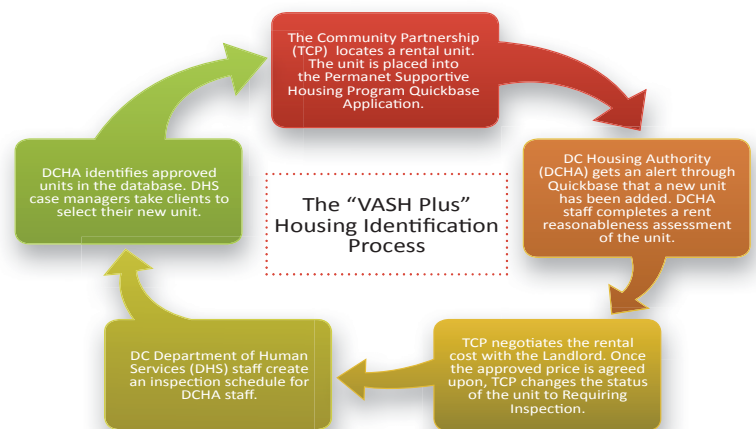 The Community Partnership
(TCP) locates a rental unit.
The unit is placed into
the Permanet Supportive
Housing Program Quickbase
Application.
DC Housing Authority
(DCHA) gets an alert through
Quickbase that a new unit
has been added. DCHA
staff completes a rent
reasonableness assessment
of the unit.
TCP negotiates the rental
cost with the Landlord. Once
the approved price is agreed
upon, TCP changes the status
of the unit to Requiring
Inspection.
DC Department of Human
Services (DHS) staff create
an inspection schedule for
DCHA staff.
DCHA identifies approved
units in the database. DHS
case managers take clients to
select their new unit.
The “VASH Plus”
Housing Identification
Process